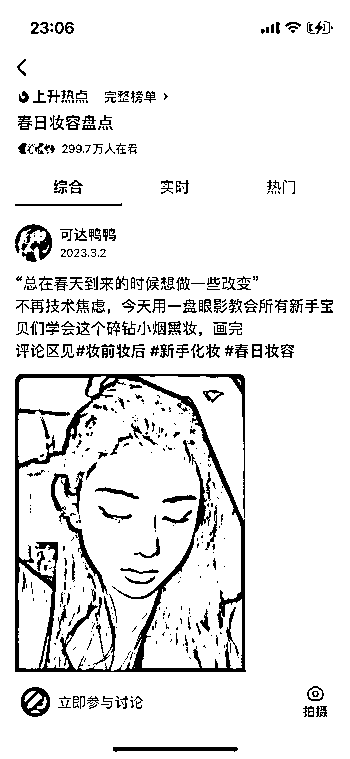 23:06
上升热点 完整榜单 >
春日妆容盘点
299.7万人在看
综合 实时 热门
可达鸭鸭
2023.3.2
“总在春天到来的时候想做一些改变”
不再技术焦虑，今天用一盘眼影教会所有新手宝
贝们学会这个碎钻小烟熏妆，画完
评论区见#妆前妆后 #新手化妆 #春日妆容
立即参与讨论
拍摄